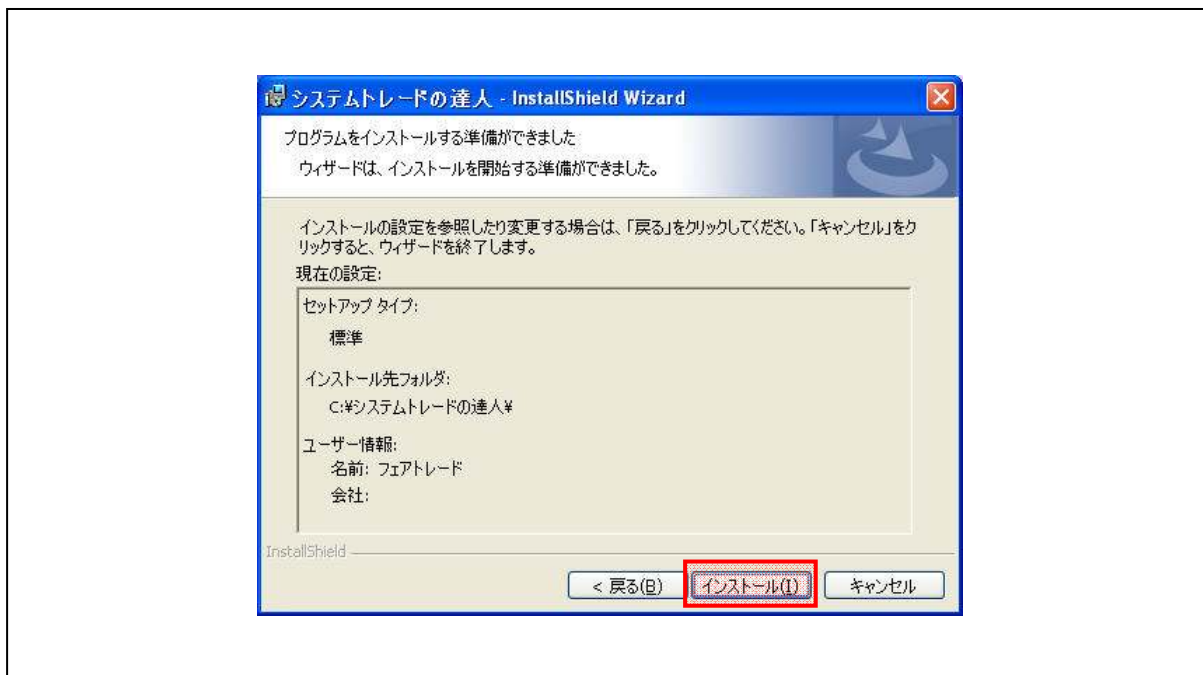 システムトレードの達人 - InstallShield Wizard
プログラムをインストールする準備ができました
ウィザードは、インストールを開始する準備ができました。
インストールの設定を参照したり変更する場合は、「戻る」をクリックしてください。「キャンセル」をク
リックすると、ウィザードを終了します。
現在の設定:
セットアップ タイプ:
標準
インストール先フォルダ:
C:¥システムトレードの達人¥
ユーザー情報:
名前: フェアトレード
会社:
InstallShield
< 戻る(B) インストール(I) キャンセル